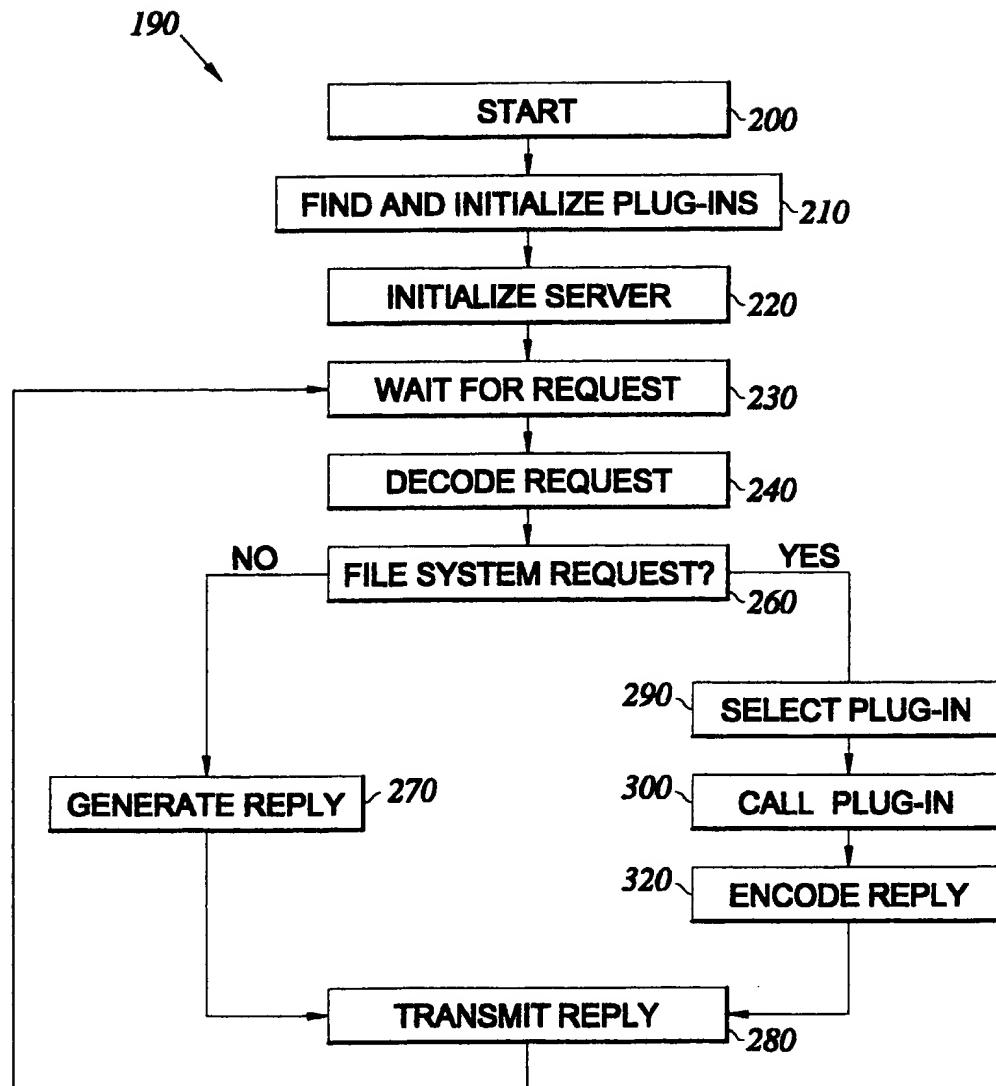 190
START
200
FIND AND INITIALIZE PLUG-INS
210
INITIALIZE SERVER
220
WAIT FOR REQUEST
230
DECODE REQUEST
240
NO
FILE SYSTEM REQUEST?
YES
260
290
SELECT PLUG-IN
GENERATE REPLY
270
300
CALL PLUG-IN
320
ENCODE REPLY
TRANSMIT REPLY
280